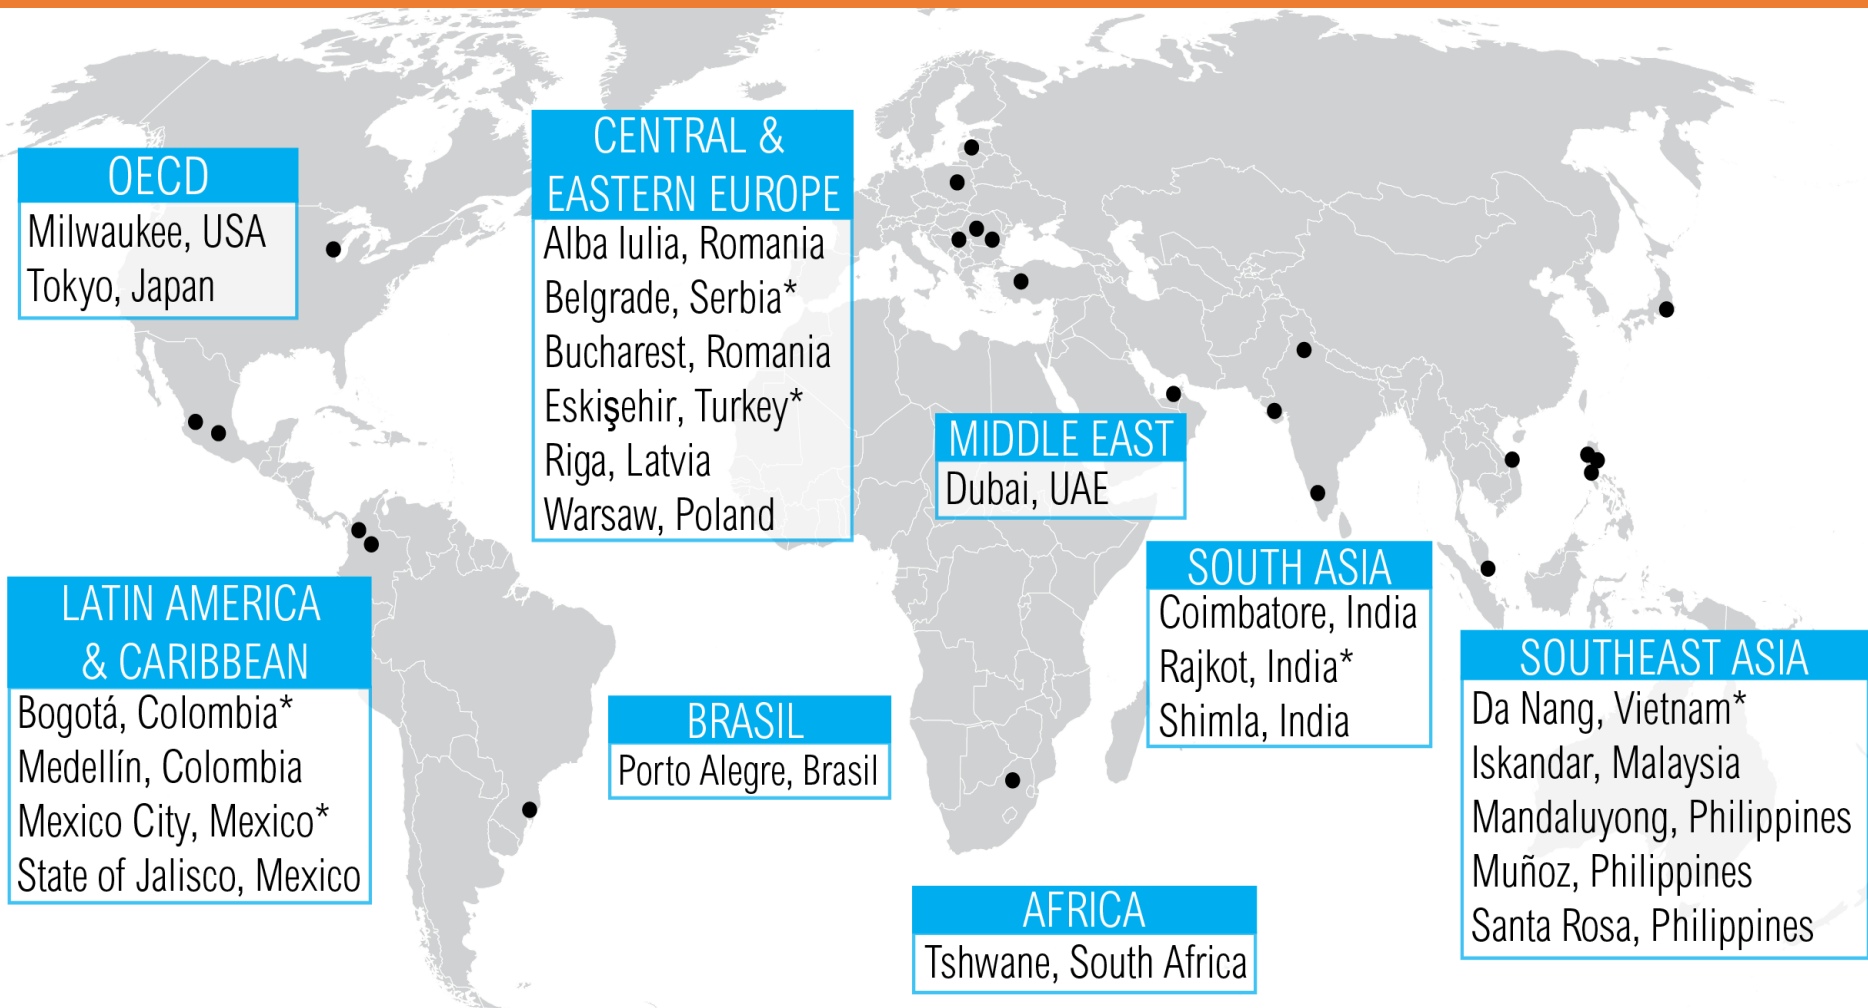 OECD
Milwaukee, USA
Tokyo, Japan
CENTRAL &
EASTERN EUROPE
Alba Iulia, Romania
Belgrade, Serbia*
Bucharest, Romania
Eskişehir, Turkey*
Riga, Latvia
Warsaw, Poland
MIDDLE EAST
Dubai, UAE
LATIN AMERICA
& CARIBBEAN
Bogotá, Colombia*
Medellín, Colombia
Mexico City, Mexico*
State of Jalisco, Mexico
BRASIL
Porto Alegre, Brasil
SOUTH ASIA
Coimbatore, India
Rajkot, India*
Shimla, India
SOUTHEAST ASIA
Da Nang, Vietnam*
Iskandar, Malaysia
Mandaluyong, Philippines
Muñoz, Philippines
Santa Rosa, Philippines
AFRICA
Tshwane, South Africa